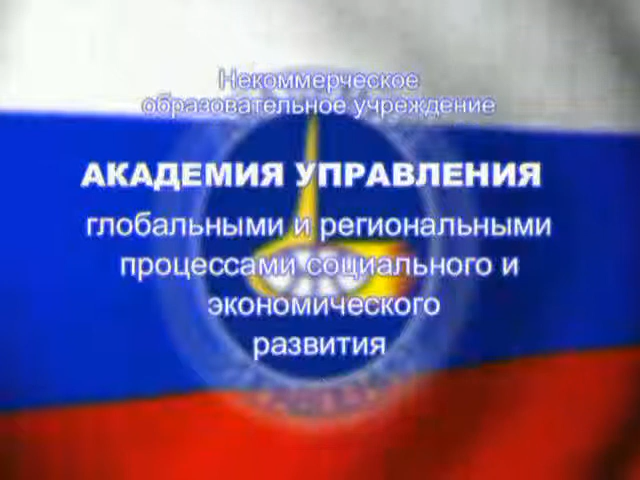 Некоммерческое
образовательное учреждение
АКАДЕМИЯ УПРАВЛЕНИЯ
глобальными и региональными
процессами социального и
экономического
развития